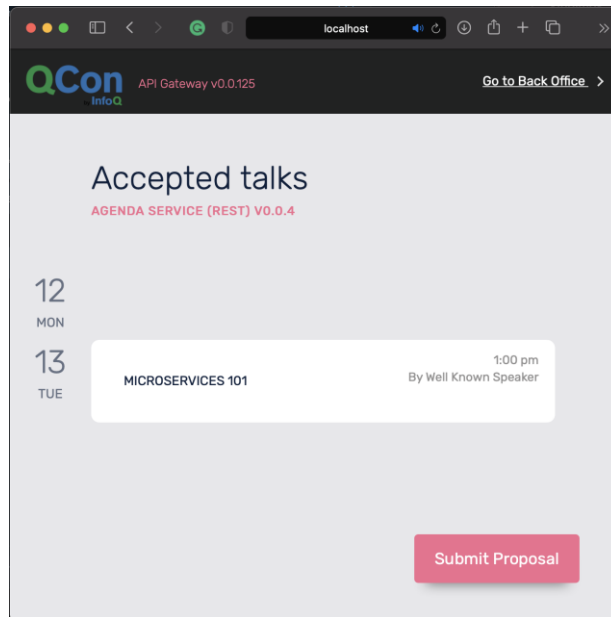 localhost
QCon
by InfoQ
API Gateway v0.0.125
Go to Back Office
Accepted talks
AGENDA SERVICE (REST) V0.0.4
12
MON
13
TUE
MICROSERVICES 101
1:00 pm
By Well Known Speaker
Submit Proposal